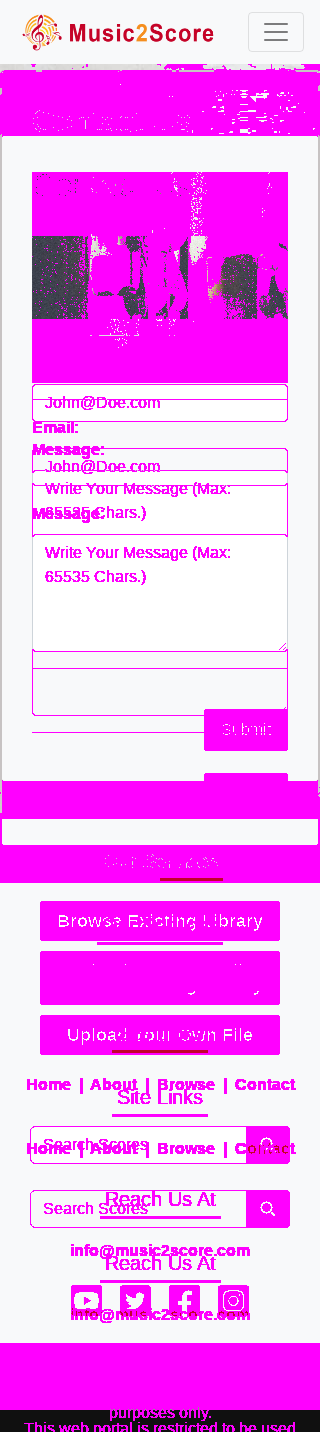 Music2Score
John@Doe.com
Email:
Message:
John@Doe.com
Write Your Message (Max:
65535 Chars.)
Message:
Write Your Message (Max:
65535 Chars.)
Submit
Browse Existing Library
Upload Your Own File
Home | About | Browse | Contact
Site Links
Search Scores
Home | About | Browse | Contact
Reach Us At
Search Scores
info@music2score.com
Reach Us At
info@music2score.com
purposes only.
This web portal is restricted to be used